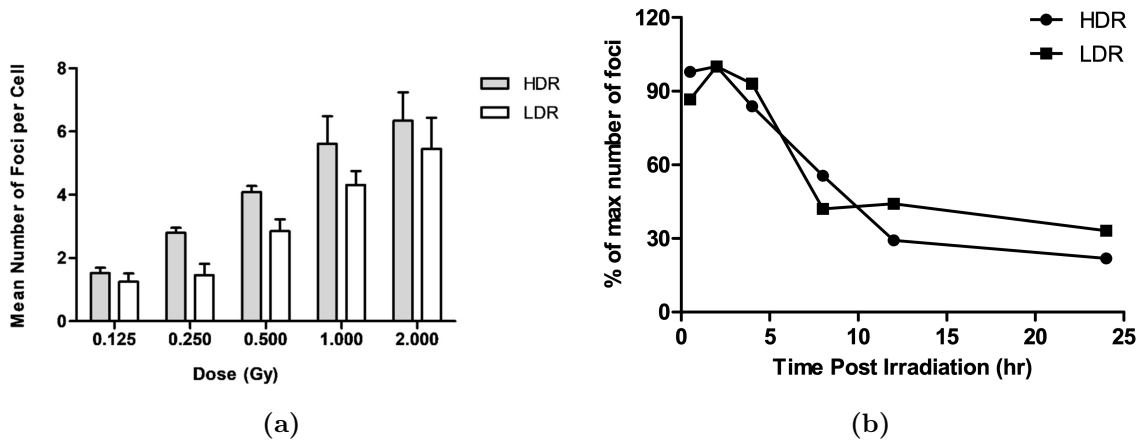 Mean Number of Foci per Cell
8
6
4
2
0
0.125 0.250 0.500 1.000 2.000
Dose (Gy)
HDR
LDR
(a)
% of max number of foci
120
90
60
30
0
0 5 10 15 20 25
Time Post Irradiation (hr)
HDR
LDR
(b)